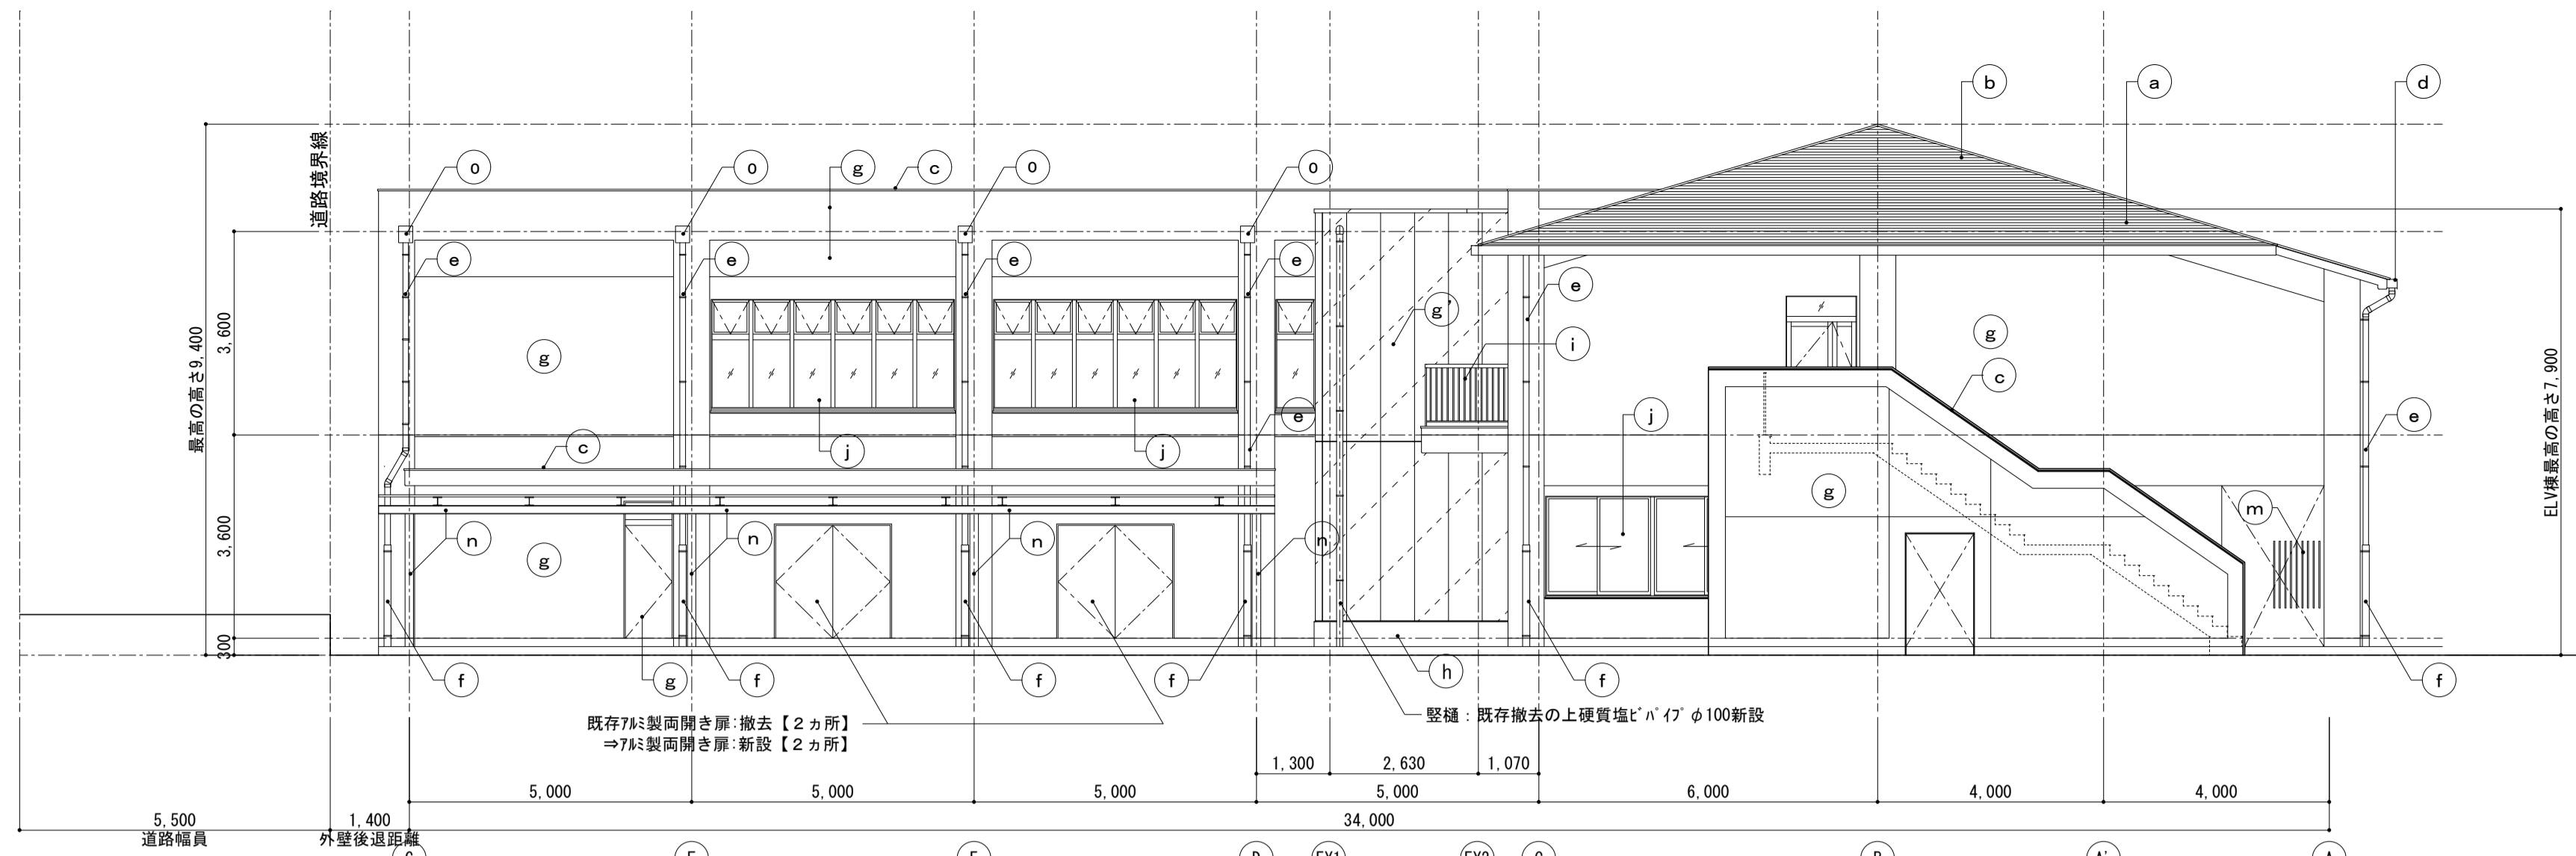 b
a
d
道路境界線
o
o
o
o
g
c
e
e
e
e
e
g'
i
g
g
c
j
e
e
c
j
j
g
m
n
n
n
n
g
最高の高さ9,400
3,600
3,600
300
ELV棟最高の高さ7,900
f
g
f
f
f
h
f
f
既存ｱﾙﾐ製両開き扉:撤去【２ヵ所】
⇒ｱﾙﾐ製両開き扉:新設【２ヵ所】
竪樋：既存撤去の上硬質塩ﾋﾞﾊﾟｲﾌﾟφ100新設
1,300
2,630
1,070
5,000
5,000
5,000
5,000
6,000
4,000
4,000
5,500
1,400
34,000
道路幅員
外壁後退距離
EX1
EX2
A'